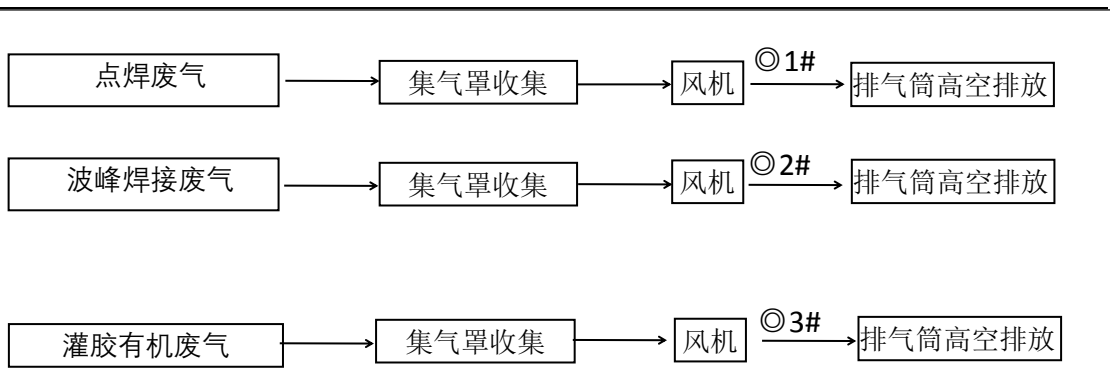 点焊废气 集气罩收集 风机 ◎1# 排气筒高空排放
波峰焊接废气 集气罩收集 风机 ◎2# 排气筒高空排放
灌胶有机废气 集气罩收集 风机 ◎3# 排气筒高空排放